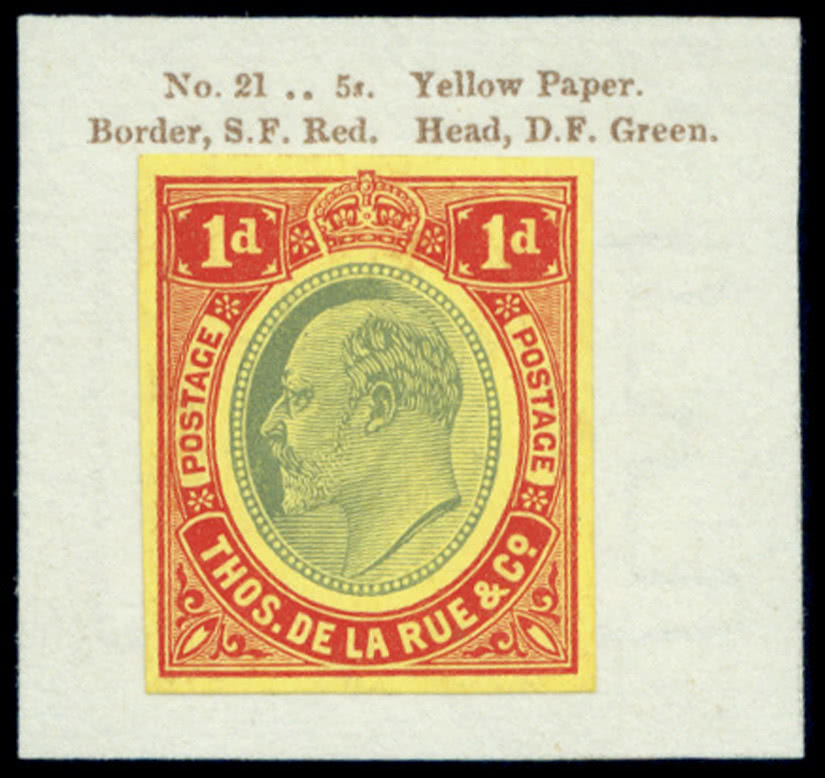 No. 21 .. 5s. Yellow Paper.
Border, S.F. Red. Head, D.F. Green.
1d 1d
POSTAGE POSTAGE
THOS. DE LA RUE & Co.